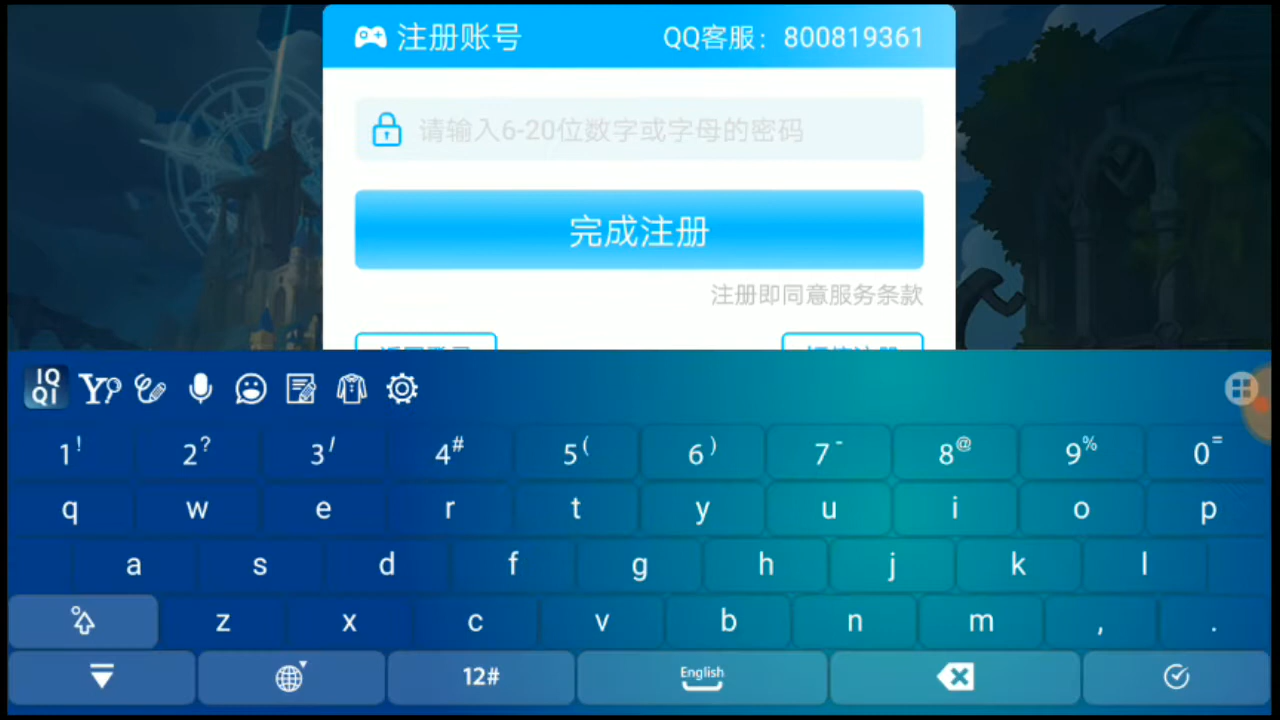 注册账号 QQ客服：800819361
请输入6-20位数字或字母的密码
完成注册
注册即同意服务条款
IQQI
1! 2? 3/ 4# 5( 6) 7- 8@ 9% 0=
q w e r t y u i o p
a s d f g h j k l
z x c v b n m , .
12# English